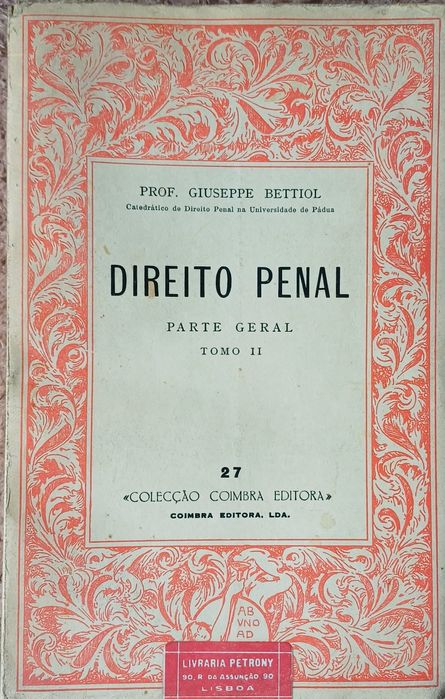 PROF. GIUSEPPE BETTIOL
Catedrático de Direito Penal na Universidade de Pádua
DIREITO PENAL
PARTE GERAL
TOMO II
27
«COLECÇÃO COIMBRA EDITORA»
COIMBRA EDITORA, LDA.
AB
VNO
AD
LIVRARIA PETRONY
90, R. DA ASSUNÇÃO, 90
LISBOA